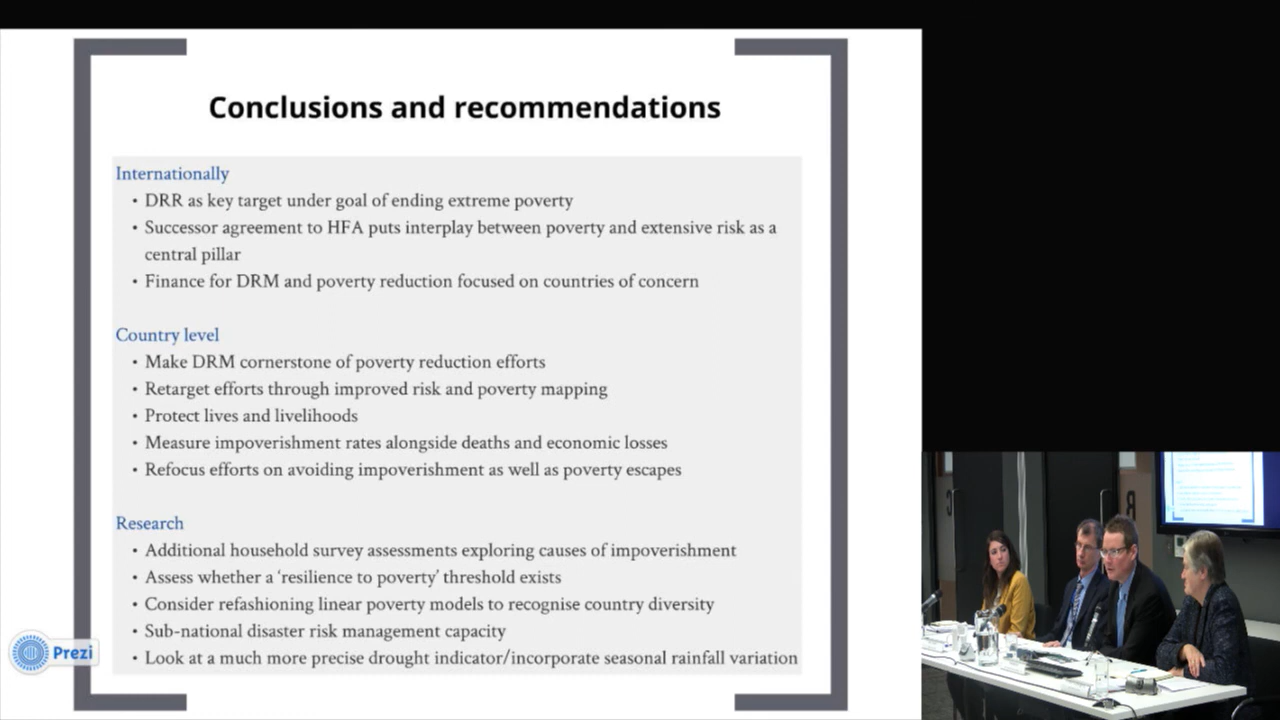 Conclusions and recommendations
Internationally
• DRR as key target under goal of ending extreme poverty
• Successor agreement to HFA puts interplay between poverty and extensive risk as a
central pillar
• Finance for DRM and poverty reduction focused on countries of concern
Country level
• Make DRM cornerstone of poverty reduction efforts
• Retarget efforts through improved risk and poverty mapping
• Protect lives and livelihoods
• Measure impoverishment rates alongside deaths and economic losses
• Refocus efforts on avoiding impoverishment as well as poverty escapes
Research
• Additional household survey assessments exploring causes of impoverishment
• Assess whether a ‘resilience to poverty’ threshold exists
• Consider refashioning linear poverty models to recognise country diversity
• Sub-national disaster risk management capacity
• Look at a much more precise drought indicator/incorporate seasonal rainfall variation
Prezi